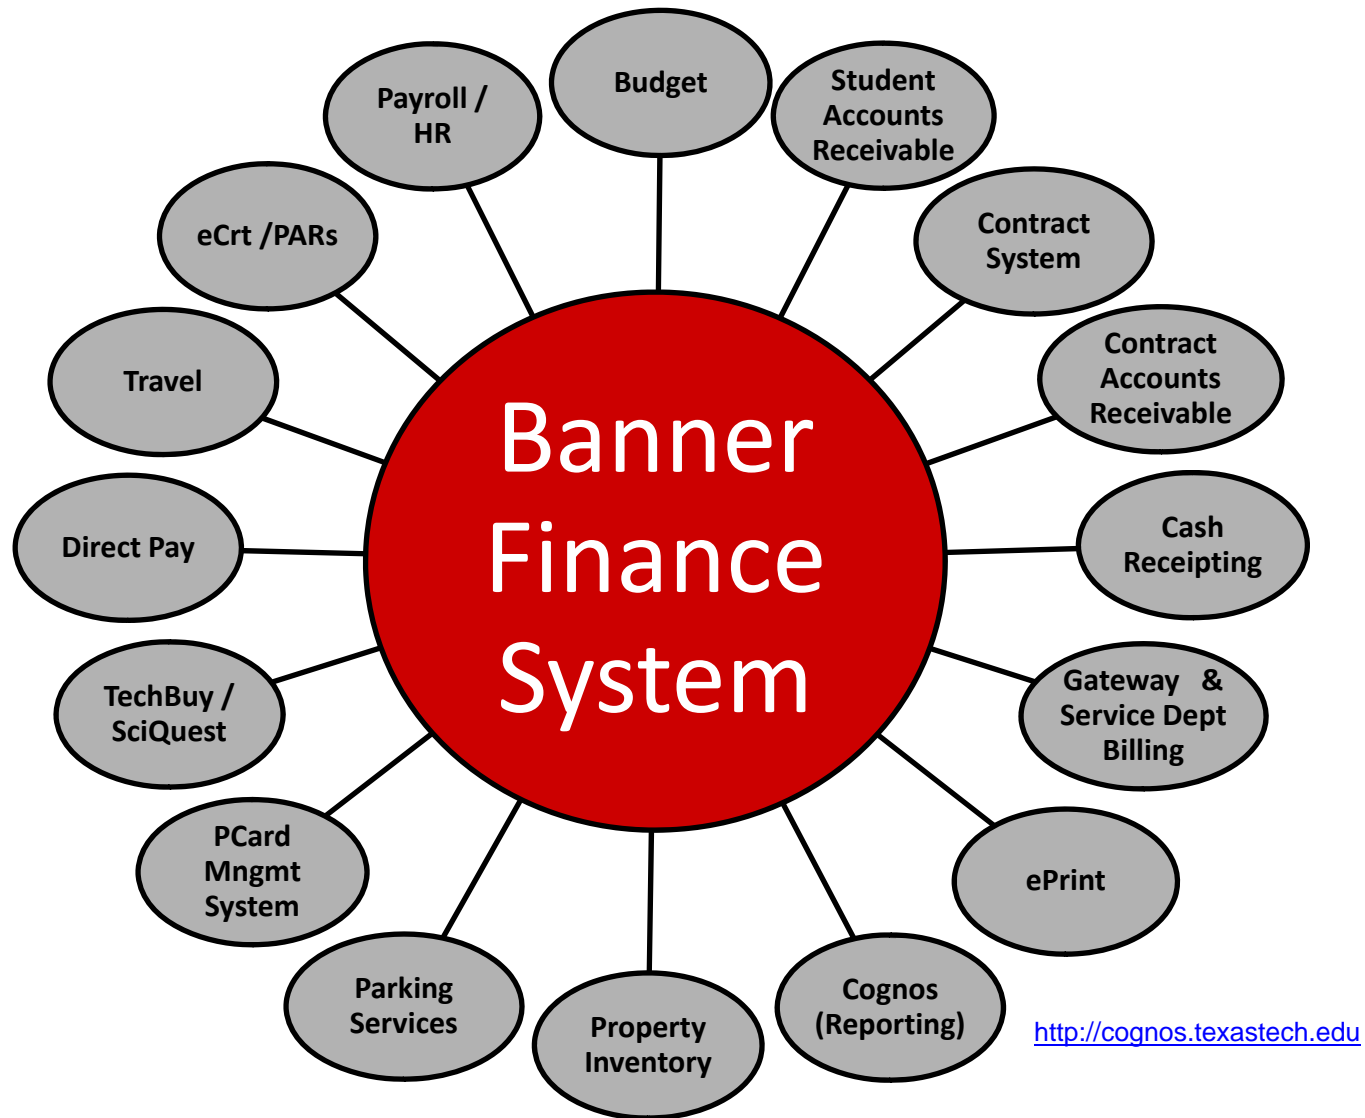 Budget
Student
Accounts
Receivable
Contract
System
Contract
Accounts
Receivable
Cash
Receipting
Gateway & 
Service Dept
Billing
ePrint
Cognos
(Reporting)
http://cognos.texastech.edu
Property
Inventory
Parking
Services
PCard
Mngmt
System
TechBuy /
SciQuest
Direct Pay
Travel
eCrt /PARs
Payroll /
HR
Banner
Finance
System